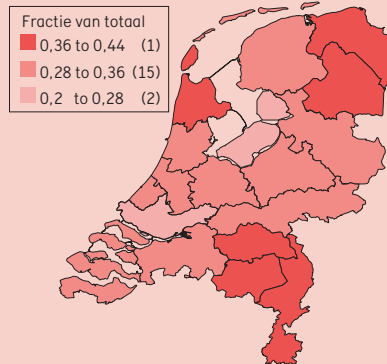 Fractie van totaal
0,36 to 0,44 (1)
0,28 to 0,36 (15)
0,2 to 0,28 (2)